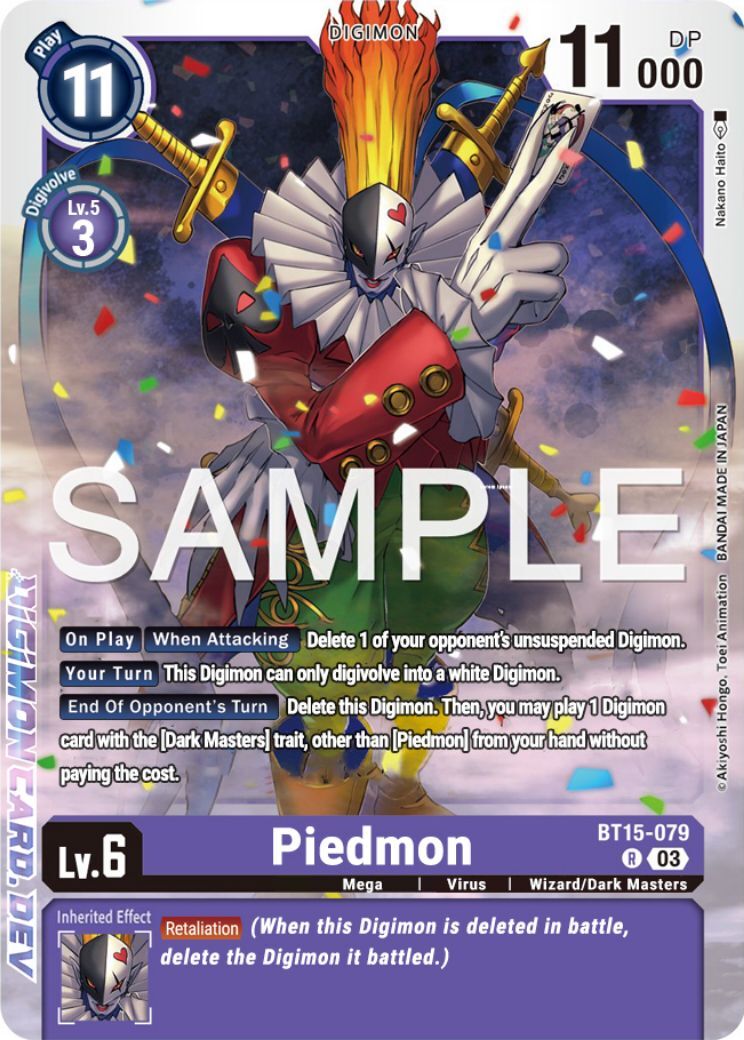 DIGIMON
Play
11
11000
DP
Digivolve
Lv.5
3
Nakano Haito
SAMPLE
On Play When Attacking Delete 1 of your opponent's unsuspended Digimon.
Your Turn This Digimon can only digivolve into a white Digimon.
End Of Opponent's Turn Delete this Digimon. Then, you may play 1 Digimon
card with the [Dark Masters] trait, other than [Piedmon] from your hand without
paying the cost.
© Akiyoshi Hongo, Toei Animation BANDAI MADE IN JAPAN
DIGIMONCARD.DEV
Lv.6
Piedmon
BT15-079
R 03
Mega | Virus | Wizard/Dark Masters
Inherited Effect
Retaliation (When this Digimon is deleted in battle,
delete the Digimon it battled.)